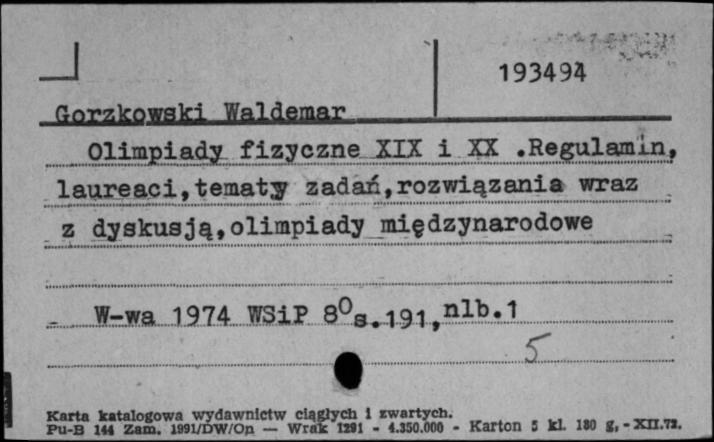 193494
Gorzkowski Waldemar
Olimpiady fizyczne XIX i XX .Regulamin,
laureaci,tematy zadań,rozwiązania wraz
z dyskusją,olimpiady międzynarodowe
W-wa 1974 WSiP 8⁰s.191,nlb.1
5
Karta katalogowa wydawnictw ciągłych i zwartych.
Pu-B 144 Zam. 1991/DW/Op — Wrak 1291 - 4.350.000 - Karton 5 kl. 180 g, - XII.72.